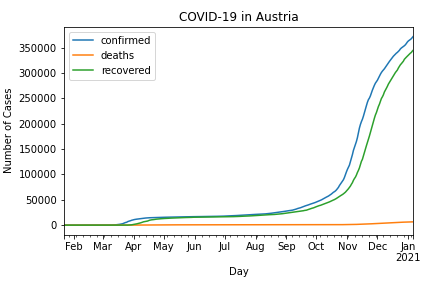 COVID-19 in Austria
confirmed
deaths
recovered
Number of Cases
350000
300000
250000
200000
150000
100000
50000
0
Feb Mar Apr May Jun Jul Aug Sep Oct Nov Dec Jan
2021
Day